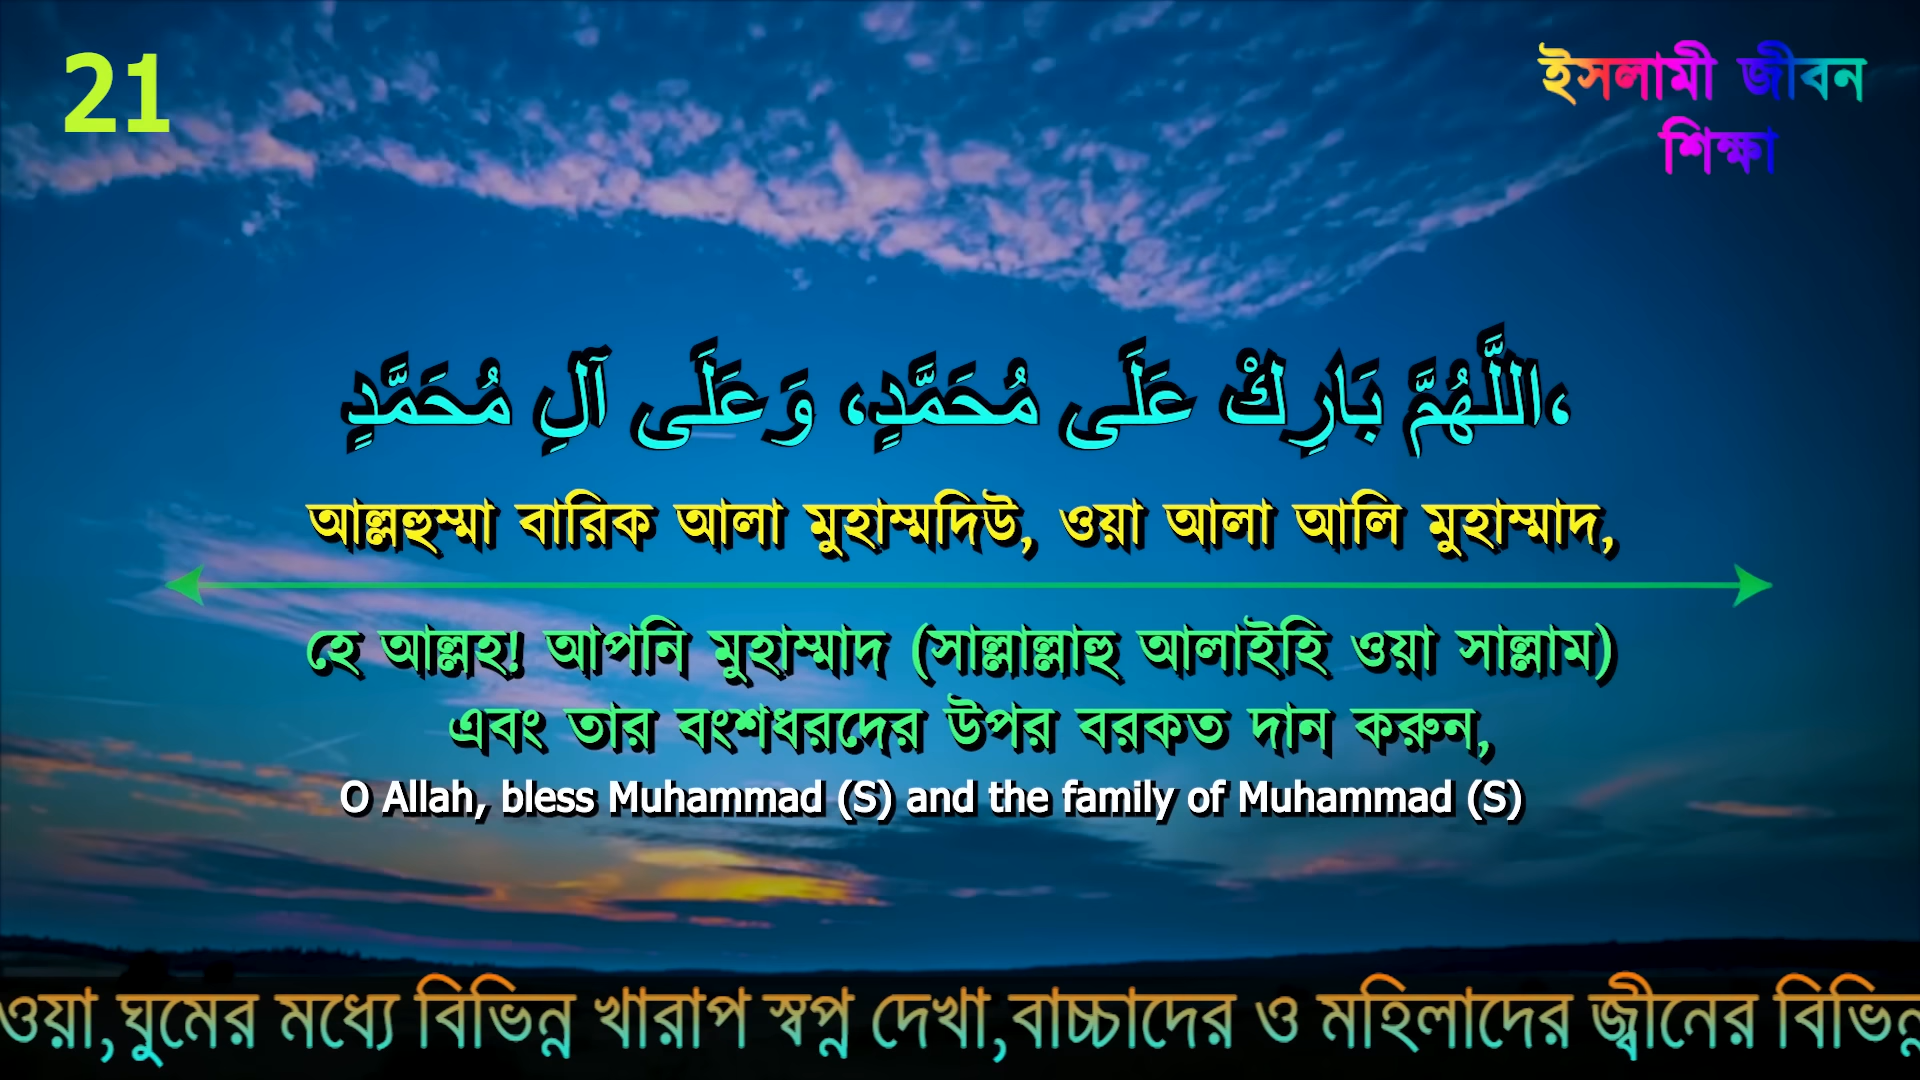 21
ইসলামী জীবন
শিক্ষা
اللَّهُمَّ بَارِكْ عَلَى مُحَمَّدٍ، وَعَلَى آلِ مُحَمَّدٍ،
আল্লহুম্মা বারিক আলা মুহাম্মদিউ, ওয়া আলা আলি মুহাম্মাদ,
হে আল্লহ! আপনি মুহাম্মাদ (সাল্লাল্লাহু আলাইহি ওয়া সাল্লাম)
এবং তার বংশধরদের উপর বরকত দান করুন,
O Allah, bless Muhammad (S) and the family of Muhammad (S)
ওয়া,ঘুমের মধ্যে বিভিন্ন খারাপ স্বপ্ন দেখা,বাচ্চাদের ও মহিলাদের জ্বীনের বিভিন্ন